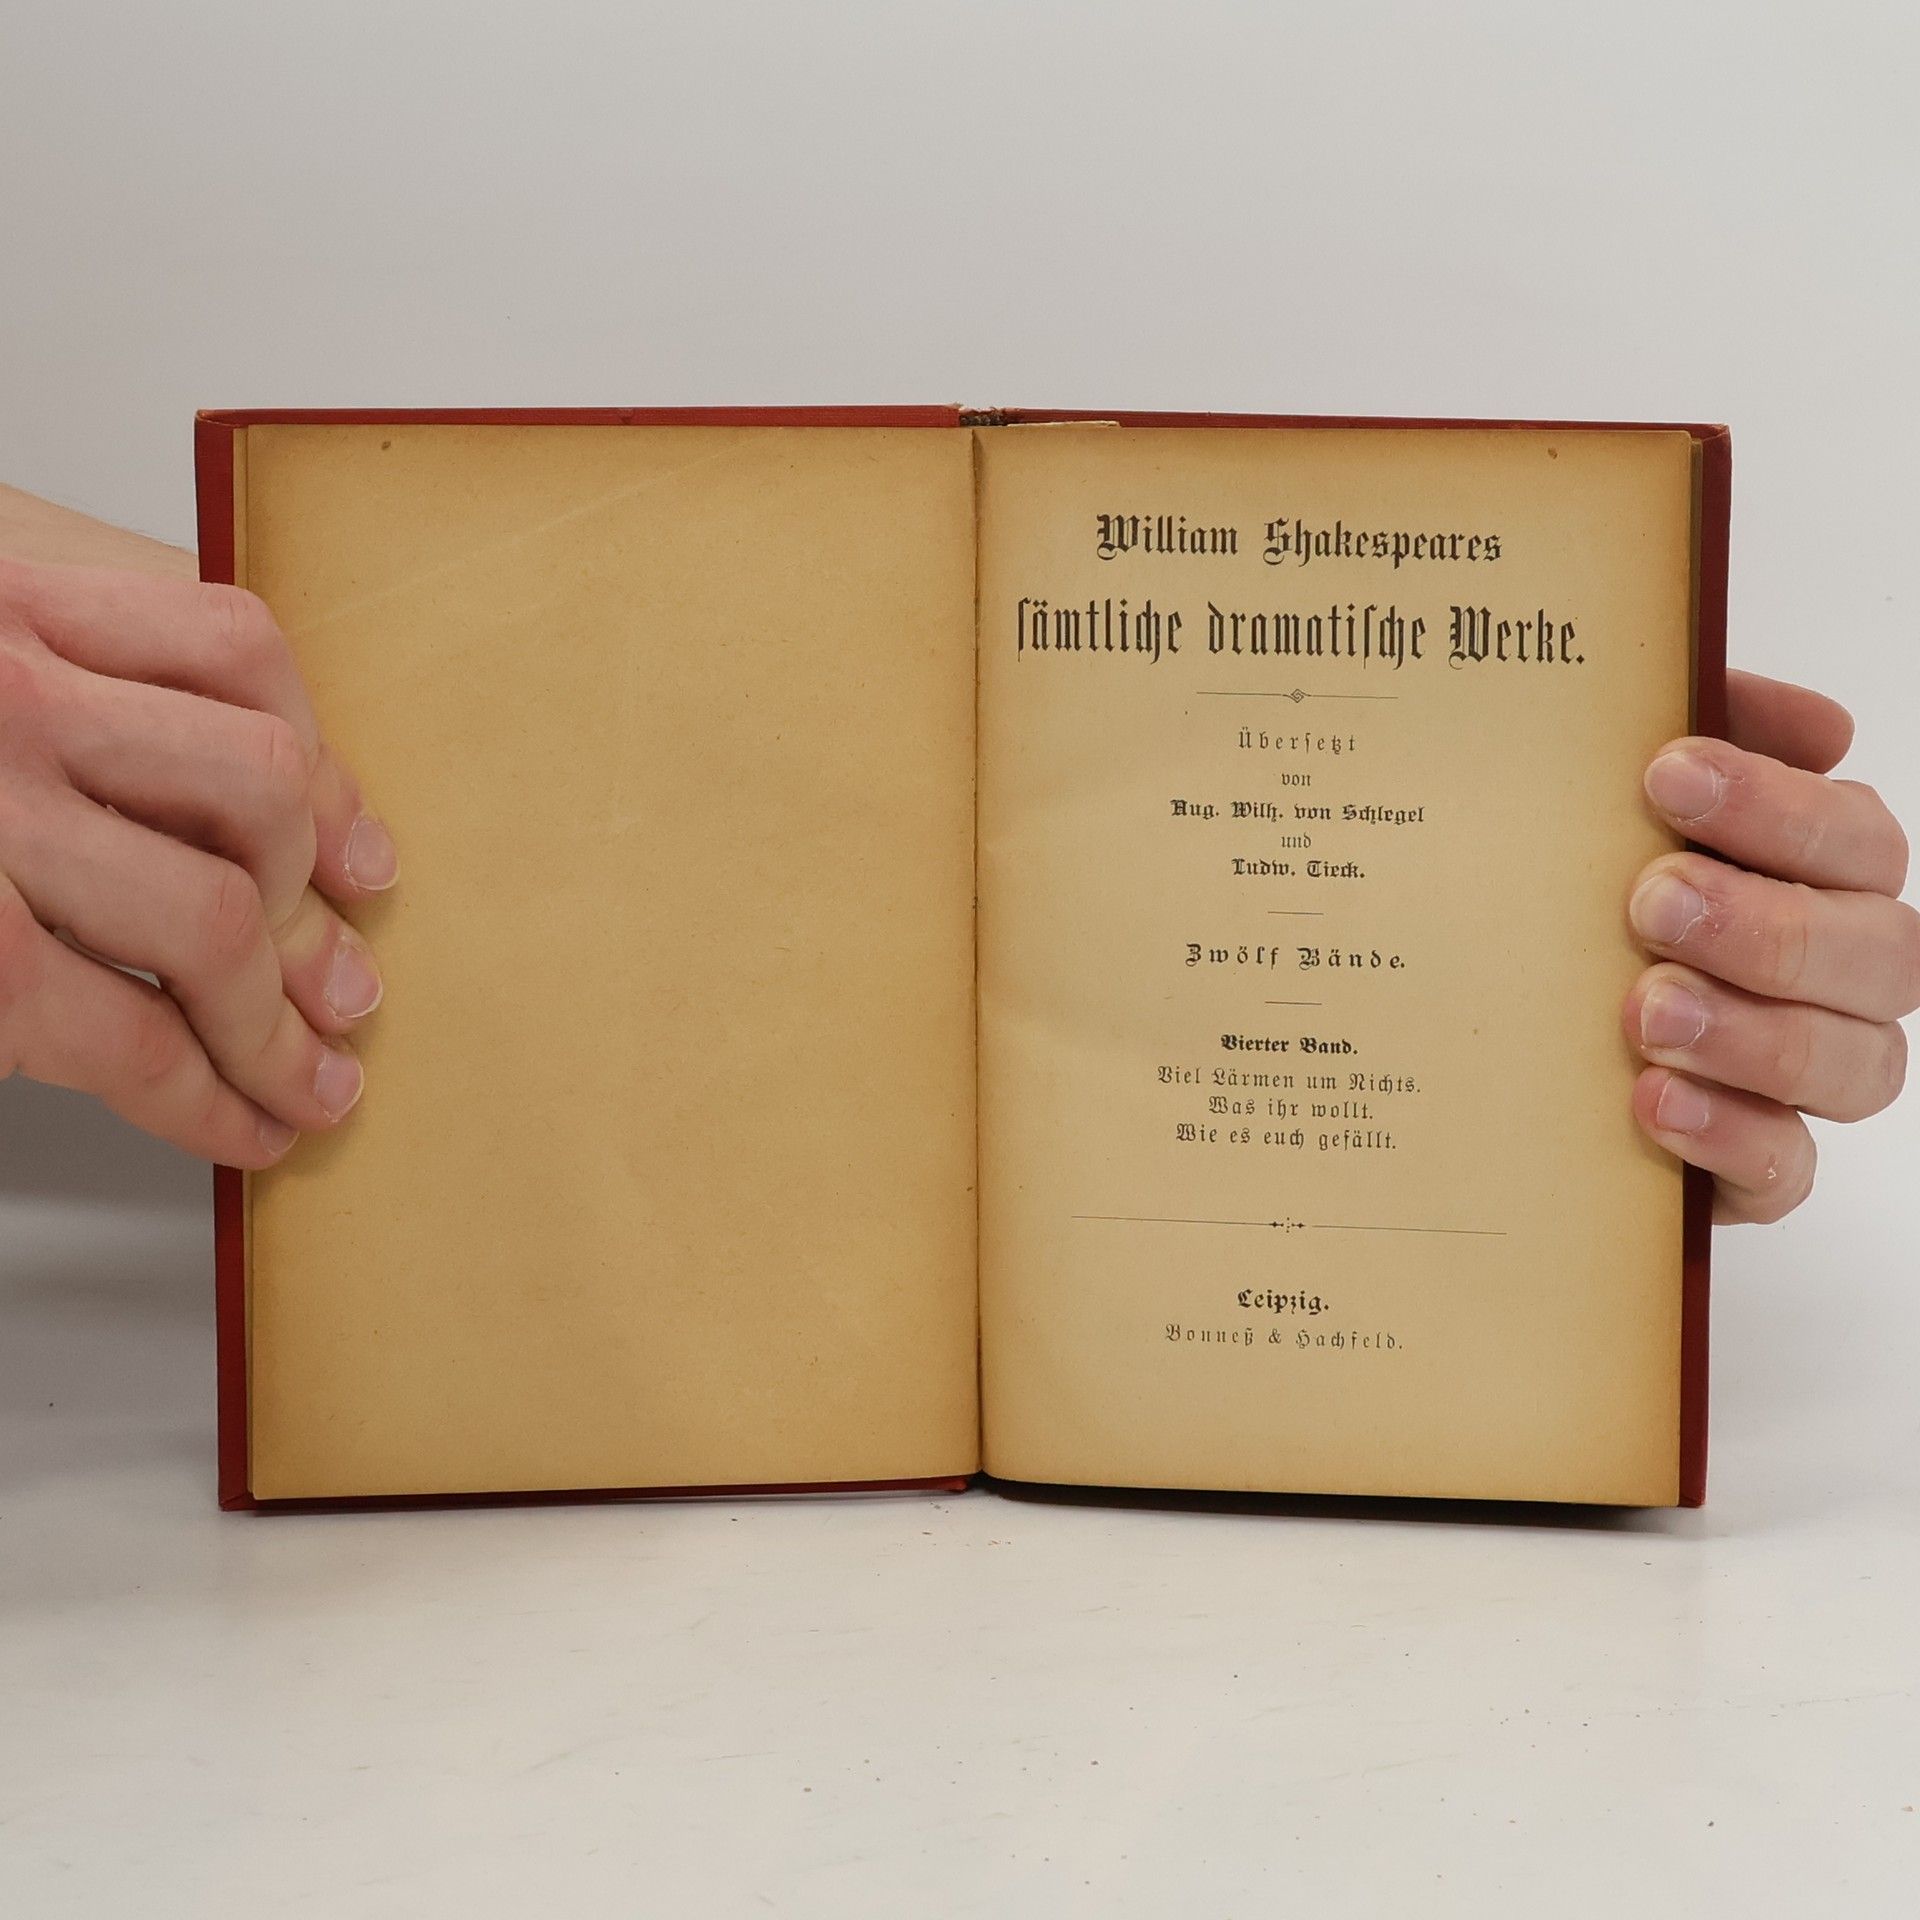 William Shakespeares
ſämtliche dramatiſche Werke.
Überſetzt
von
Aug. Wilh. von Schlegel
und
Ludw. Tieck.
Zwölf Bände.
Vierter Band.
Viel Lärmen um Nichts.
Was ihr wollt.
Wie es euch gefällt.
Leipzig.
Bonneß & Hachfeld.